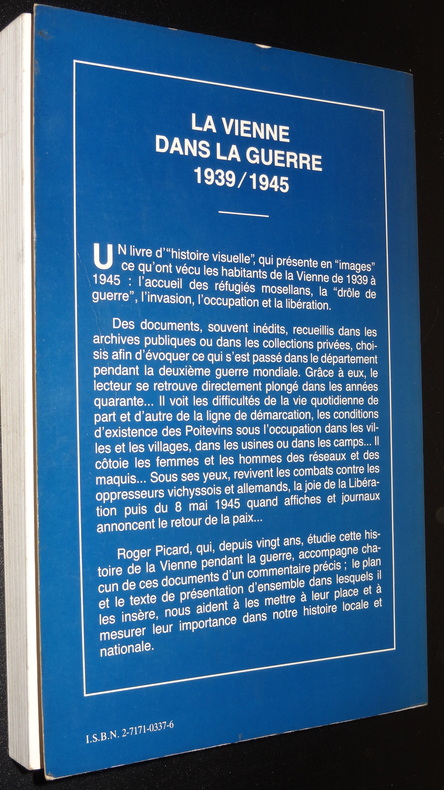 LA VIENNE
DANS LA GUERRE
1939/1945
UN livre d'“histoire visuelle”, qui présente en “images”
ce qu'ont vécu les habitants de la Vienne de 1939 à
1945 : l'accueil des réfugiés mosellans, la “drôle de
guerre”, l'invasion, l'occupation et la libération.
Des documents, souvent inédits, recueillis dans les
archives publiques ou dans les collections privées, choi-
sis afin d'évoquer ce qui s'est passé dans le département
pendant la deuxième guerre mondiale. Grâce à eux, le
lecteur se retrouve directement plongé dans les années
quarante... Il voit les difficultés de la vie quotidienne de
part et d'autre de la ligne de démarcation, les conditions
d'existence des Poitevins sous l'occupation dans les vil-
les et les villages, dans les usines ou dans les camps... Il
côtoie les femmes et les hommes des réseaux et des
maquis... Sous ses yeux, revivent les combats contre les
oppresseurs vichyssois et allemands, la joie de la Libéra-
tion puis du 8 mai 1945 quand affiches et journaux
annoncent le retour de la paix...
Roger Picard, qui, depuis vingt ans, étudie cette his-
toire de la Vienne pendant la guerre, accompagne cha-
cun de ces documents d'un commentaire précis ; le plan
et le texte de présentation d'ensemble dans lesquels il
les insère, nous aident à les mettre à leur place et à
mesurer leur importance dans notre histoire locale et
nationale.
I.S.B.N. 2-7171-0337-6